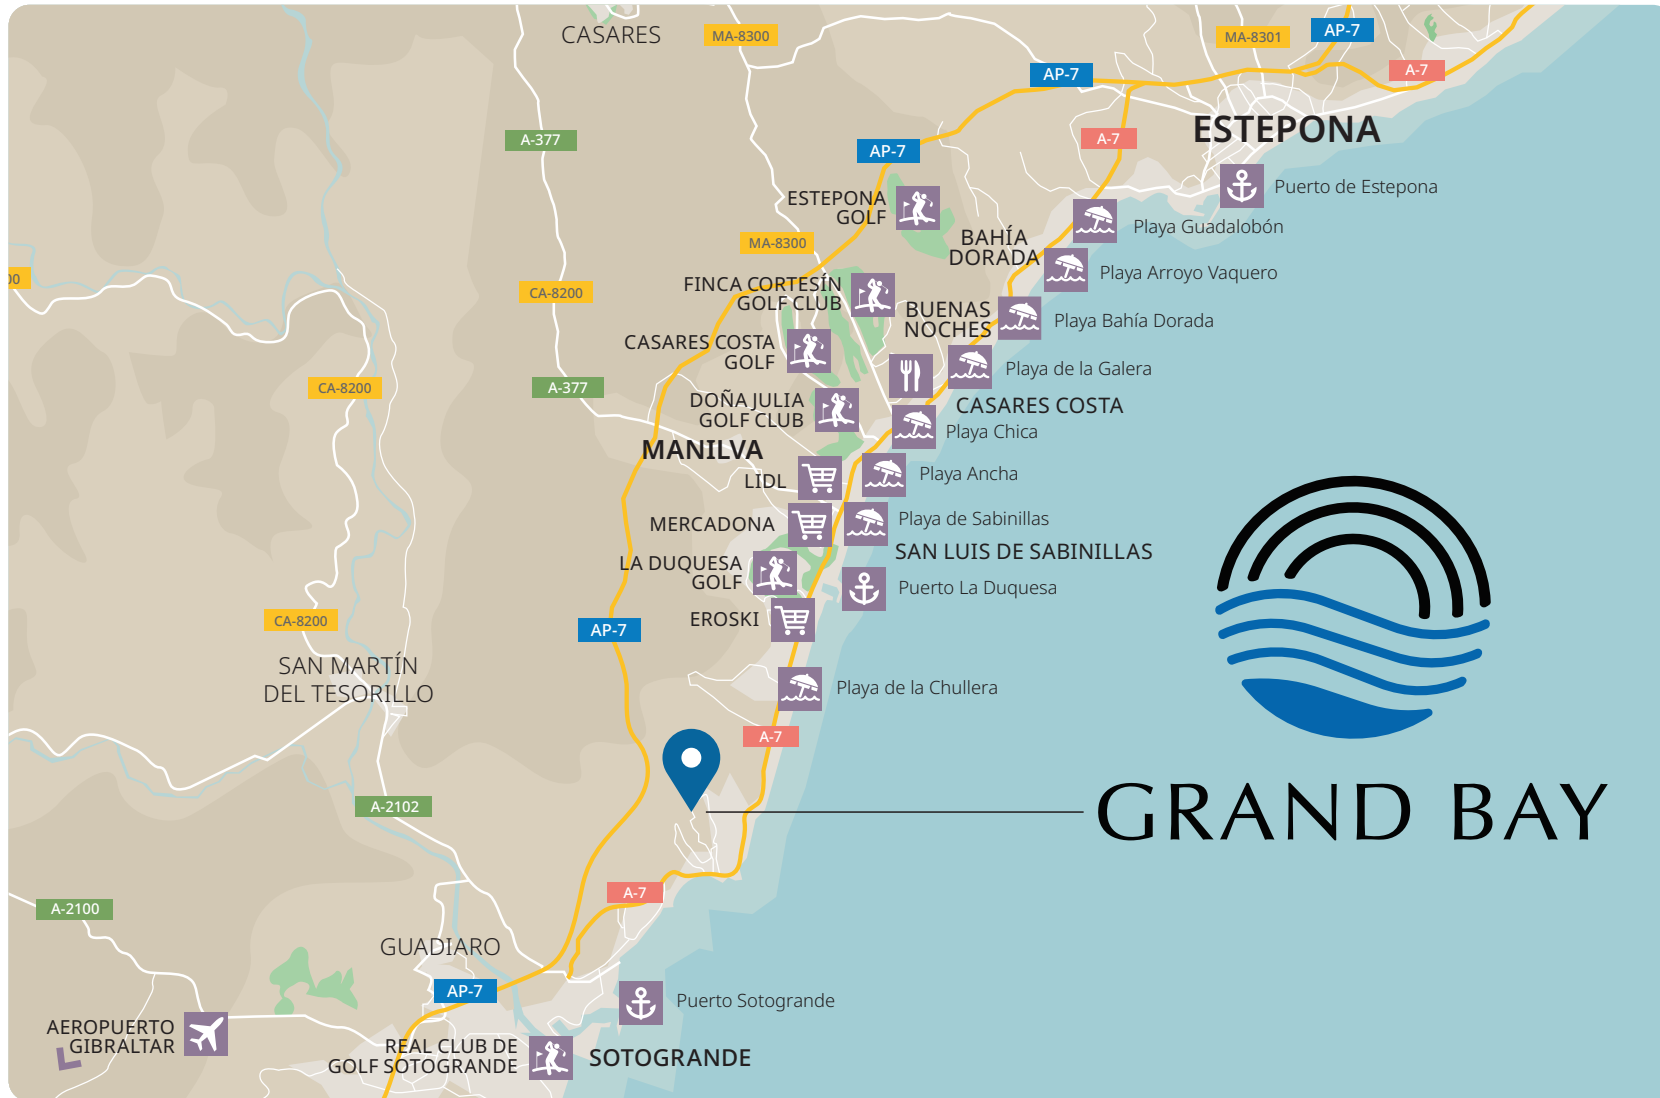 CASARES
MA-8300
MA-8301
AP-7
AP-7
A-7
A-377
AP-7
A-7
ESTEPONA
Puerto de Estepona
ESTEPONA
GOLF
Playa Guadalobón
MA-8300
BAHÍA
DORADA
Playa Arroyo Vaquero
00
CA-8200
FINCA CORTESÍN
GOLF CLUB
BUENAS
NOCHES
Playa Bahía Dorada
CASARES COSTA
GOLF
Playa de la Galera
CA-8200
A-377
DOÑA JULIA
GOLF CLUB
CASARES COSTA
Playa Chica
MANILVA
LIDL
Playa Ancha
MERCADONA
Playa de Sabinillas
SAN LUIS DE SABINILLAS
LA DUQUESA
GOLF
Puerto La Duquesa
CA-8200
AP-7
EROSKI
SAN MARTÍN
DEL TESORILLO
Playa de la Chullera
A-7
A-2102
GRAND BAY
A-7
A-2100
GUADIARO
AP-7
Puerto Sotogrande
AEROPUERTO
GIBRALTAR
REAL CLUB DE
GOLF SOTOGRANDE
SOTOGRANDE